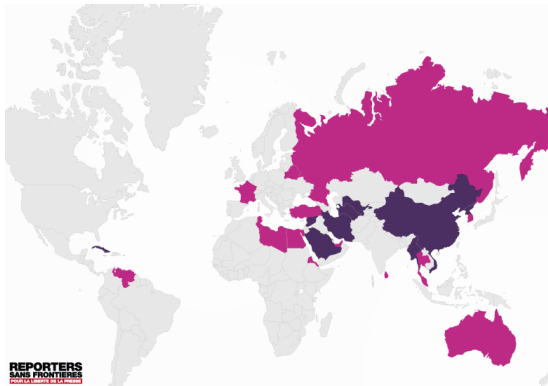 REPORTERS
SANS FRONTIERES
POUR LA LIBERTE DE LA PRESSE